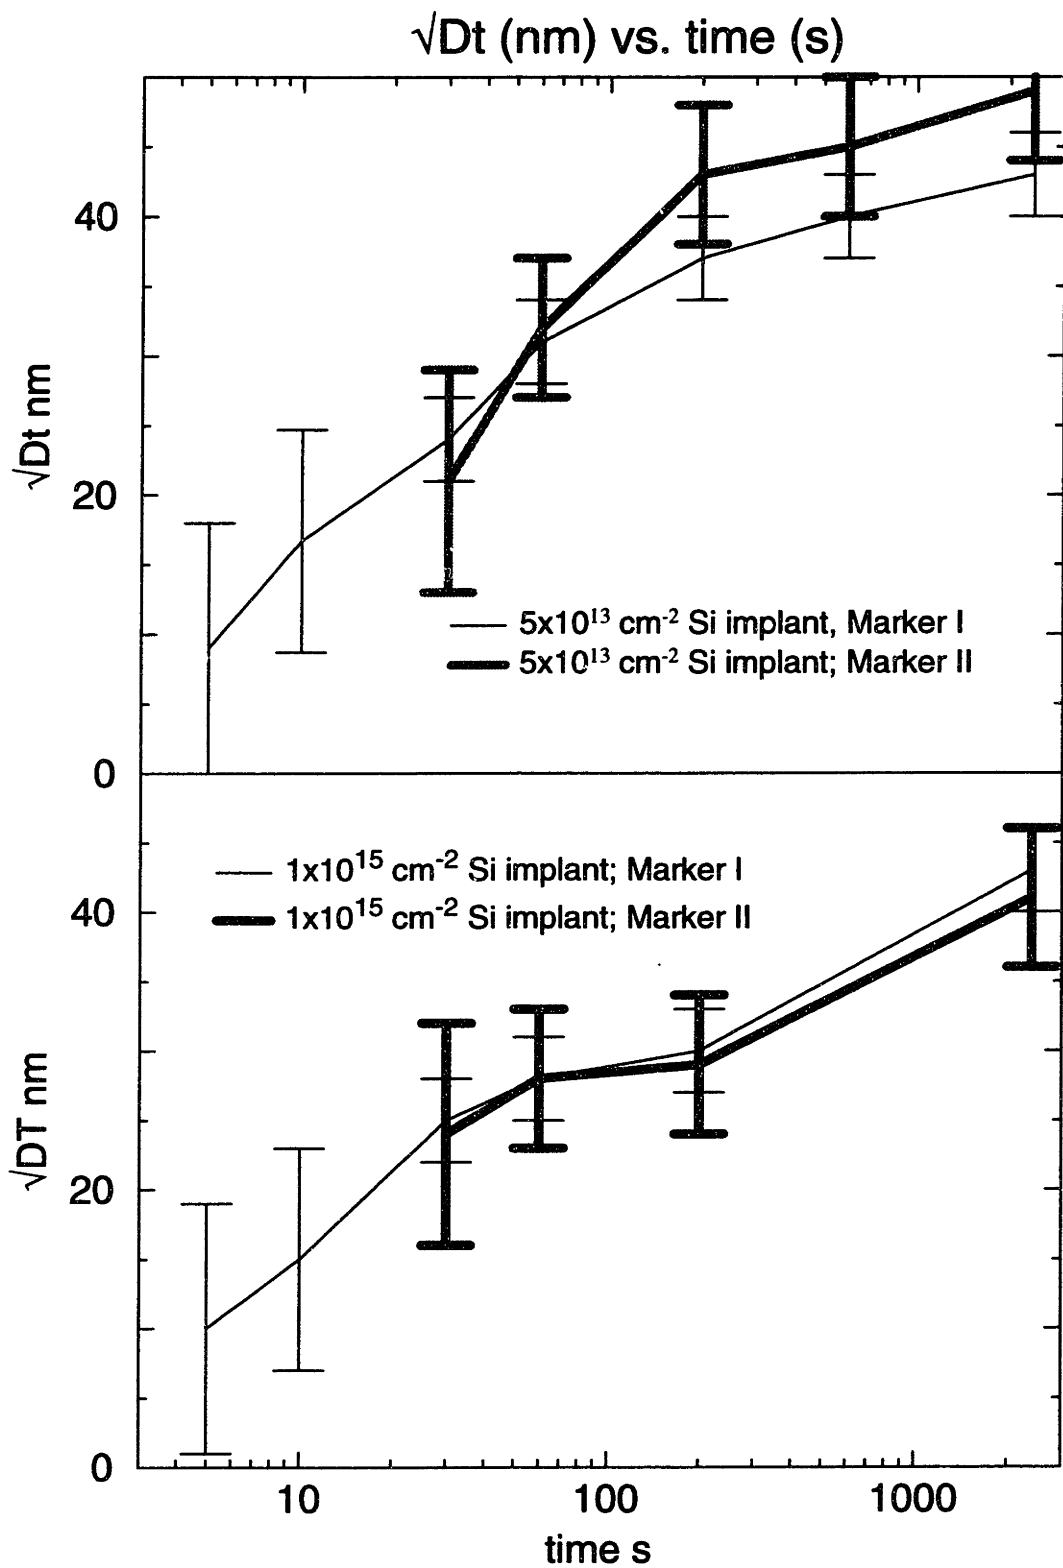 √Dt (nm) vs. time (s)
40
√Dt nm
20
5x10¹³ cm⁻² Si implant, Marker I
5x10¹³ cm⁻² Si implant; Marker II
0
1x10¹⁵ cm⁻² Si implant; Marker I
1x10¹⁵ cm⁻² Si implant; Marker II
40
√DT nm
20
0
10 100 1000
time s